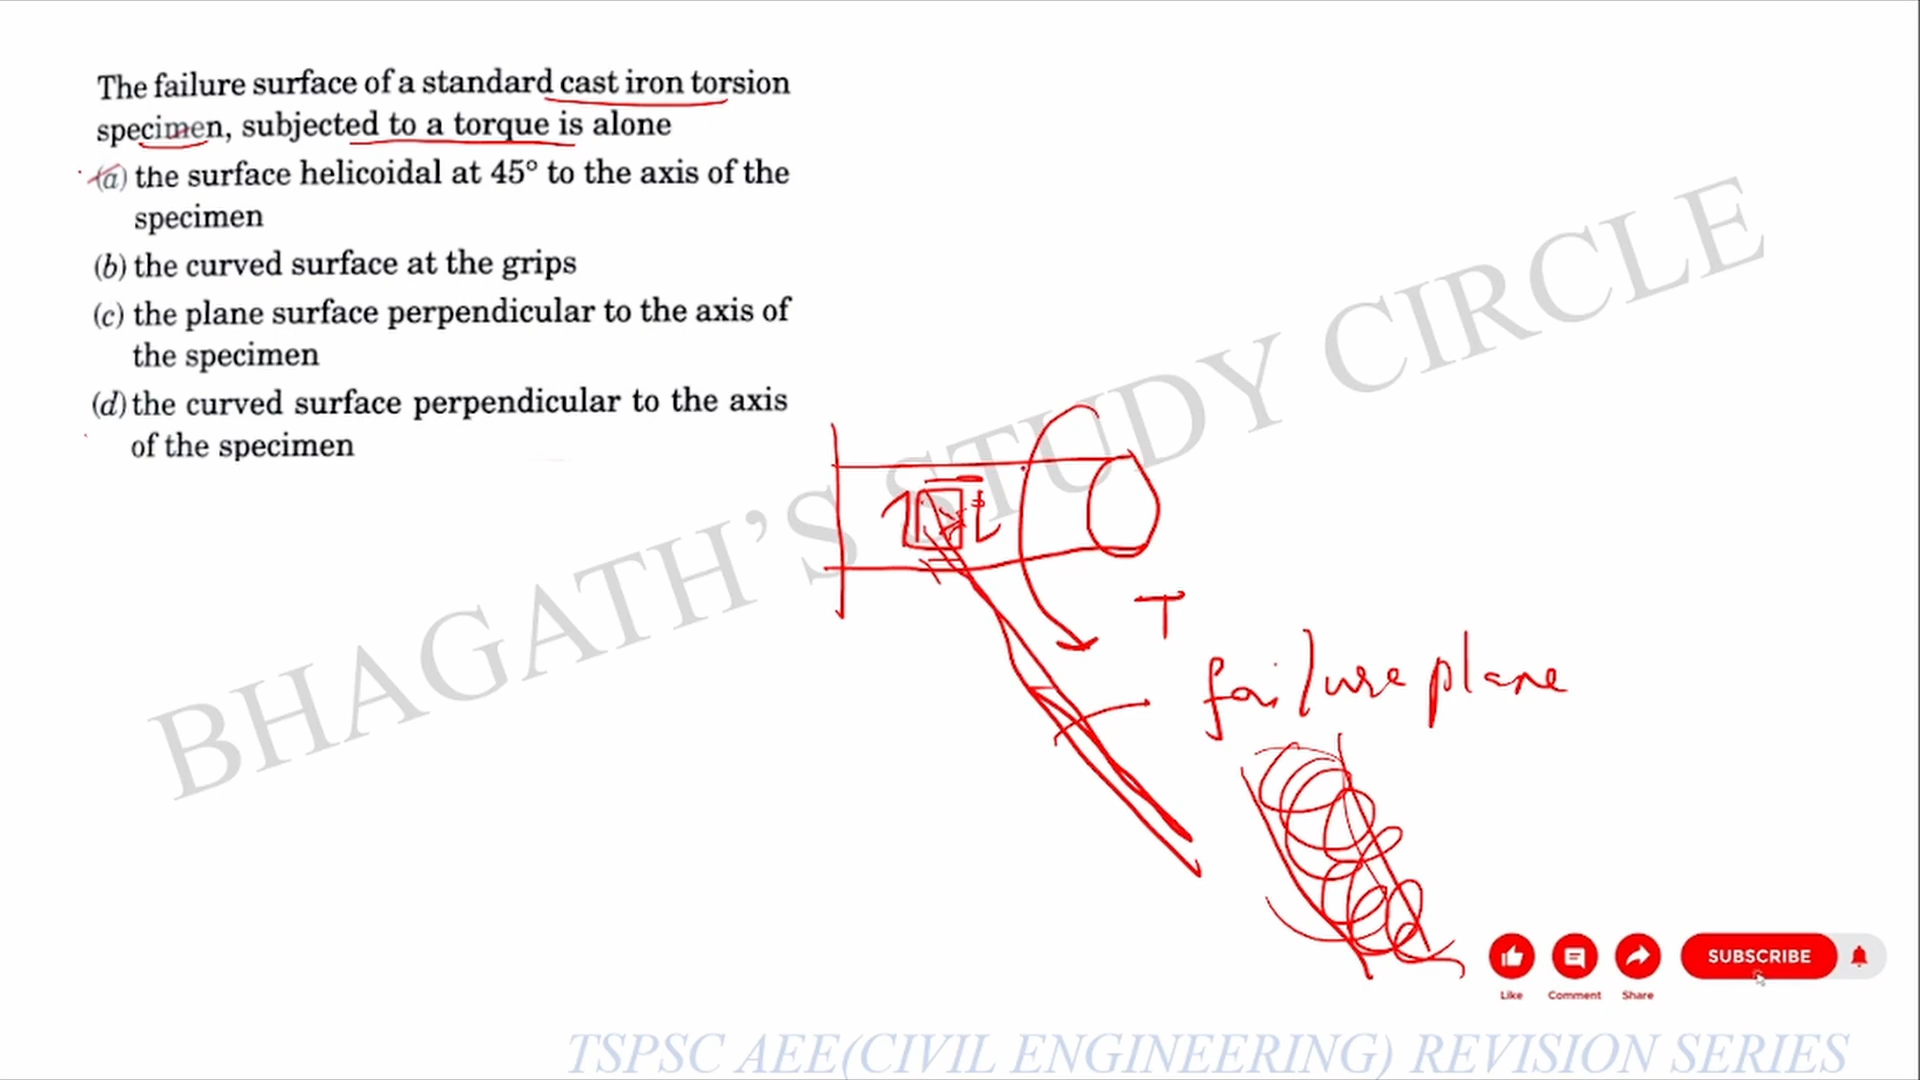 The failure surface of a standard cast iron torsion
specimen, subjected to a torque is alone
(a) the surface helicoidal at 45° to the axis of the
specimen
(b) the curved surface at the grips
(c) the plane surface perpendicular to the axis of
the specimen
(d) the curved surface perpendicular to the axis
of the specimen
BHAGATH'S STUDY CIRCLE
T
failure plane
SUBSCRIBE
Like Comment Share
TSPSC AEE(CIVIL ENGINEERING) REVISION SERIES